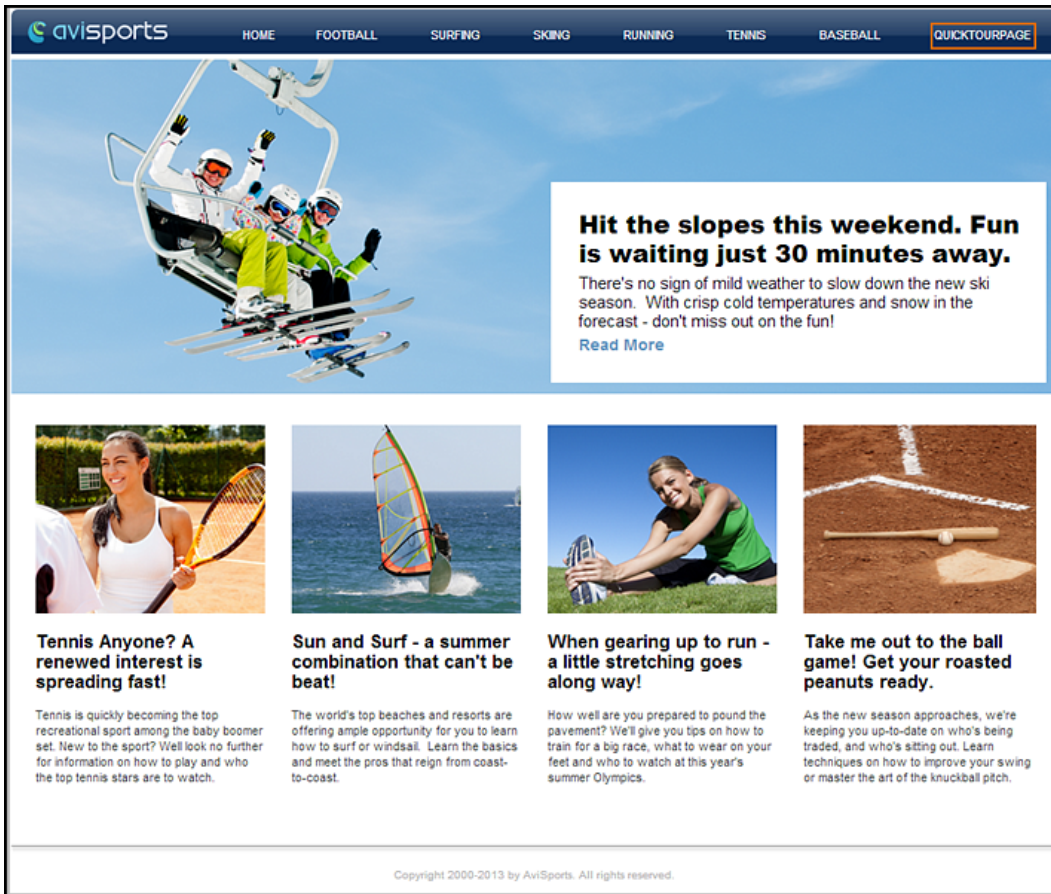 avisports
HOME FOOTBALL SURFING SKIING RUNNING TENNIS BASEBALL QUICKTOURPAGE
Hit the slopes this weekend. Fun
is waiting just 30 minutes away.
There's no sign of mild weather to slow down the new ski
season.  With crisp cold temperatures and snow in the
forecast - don't miss out on the fun!
Read More
Tennis Anyone? A
renewed interest is
spreading fast!
Tennis is quickly becoming the top
recreational sport among the baby boomer
set. New to the sport? Well look no further
for information on how to play and who
the top tennis stars are to watch.
Sun and Surf - a summer
combination that can't be
beat!
The world's top beaches and resorts are
offering ample opportunity for you to learn
how to surf or windsail.  Learn the basics
and meet the pros that reign from coast-
to-coast.
When gearing up to run -
a little stretching goes
along way!
How well are you prepared to pound the
pavement? We'll give you tips on how to
train for a big race, what to wear on your
feet and who to watch at this year's
summer Olympics.
Take me out to the ball
game! Get your roasted
peanuts ready.
As the new season approaches, we're
keeping you up-to-date on who's being
traded, and who's sitting out. Learn
techniques on how to improve your swing
or master the art of the knuckball pitch.
Copyright 2000-2013 by AviSports. All rights reserved.